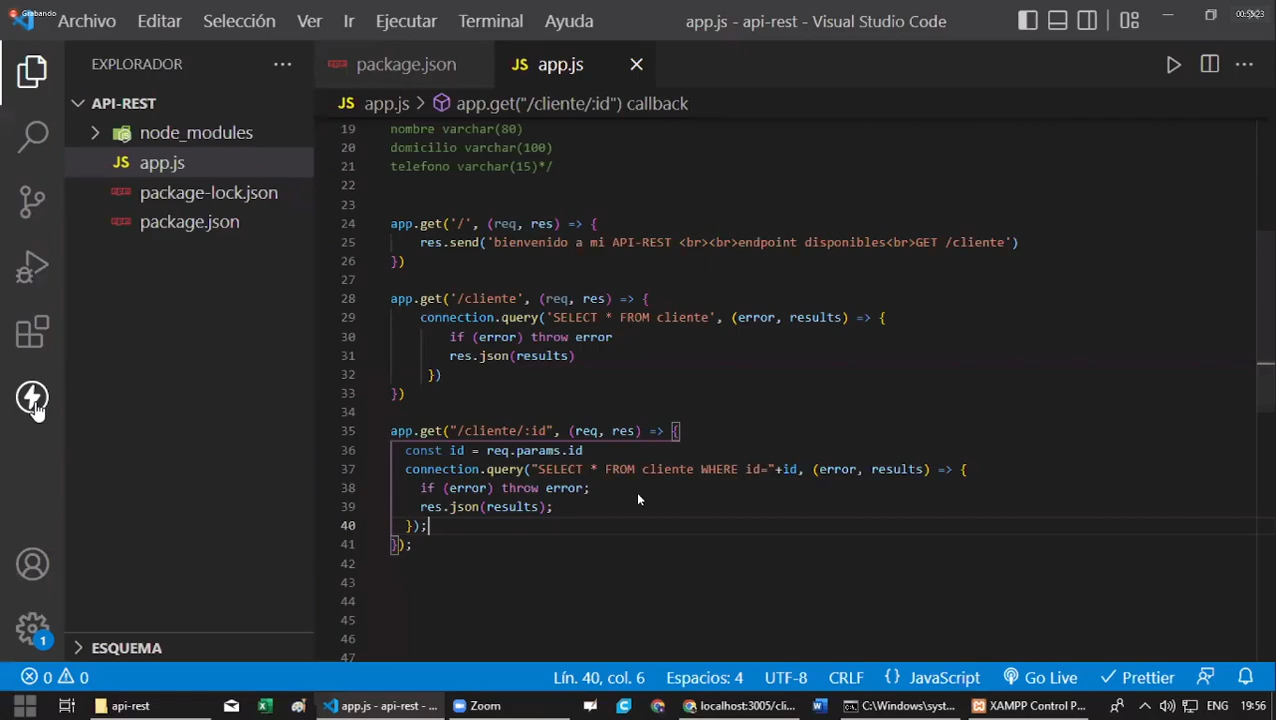 Grabando
Archivo Editar Selección Ver Ir Ejecutar Terminal Ayuda app.js - api-rest - Visual Studio Code
EXPLORADOR ··· package.json JS app.js
API-REST JS app.js > app.get("/cliente/:id") callback
node_modules
JS app.js
package-lock.json
package.json
19 nombre varchar(80)
20 domicilio varchar(100)
21 telefono varchar(15)*/
22
23
24 app.get('/', (req, res) => {
25 res.send('bienvenido a mi API-REST <br><br>endpoint disponibles<br>GET /cliente')
26 })
27
28 app.get('/cliente', (req, res) => {
29 connection.query('SELECT * FROM cliente', (error, results) => {
30 if (error) throw error
31 res.json(results)
32 })
33 })
34
35 app.get("/cliente/:id", (req, res) => {
36 const id = req.params.id
37 connection.query("SELECT * FROM cliente WHERE id="+id, (error, results) => {
38 if (error) throw error;
39 res.json(results);
40 });
41 });
42
43
44
45
46
47
ESQUEMA
1
0 0 Lín. 40, col. 6 Espacios: 4 UTF-8 CRLF {} JavaScript Go Live Prettier
api-rest app.js - api-rest - ... Zoom localhost:3005/cli... C:\Windows\syst... XAMPP Control P... ENG 19:56